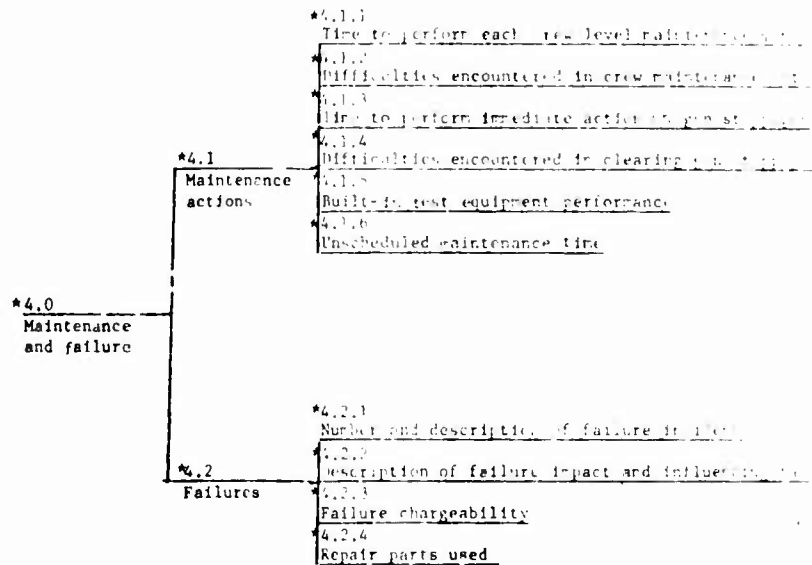 *4.1.1
Time to perform each crew level maintenance
*4.1.2
Difficulties encountered in crew maintenance
*4.1.3
Time to perform immediate action on gun
*4.1.4
Difficulties encountered in clearing
*4.1
Maintenance
actions
*4.1.5
Built-in test equipment performance
*4.1.6
Unscheduled maintenance time
*4.0
Maintenance
and failure
*4.2.1
Number and description of failure
*4.2.2
Description of failure impact and
*4.2
Failures
*4.2.3
Failure chargeability
*4.2.4
Repair parts used